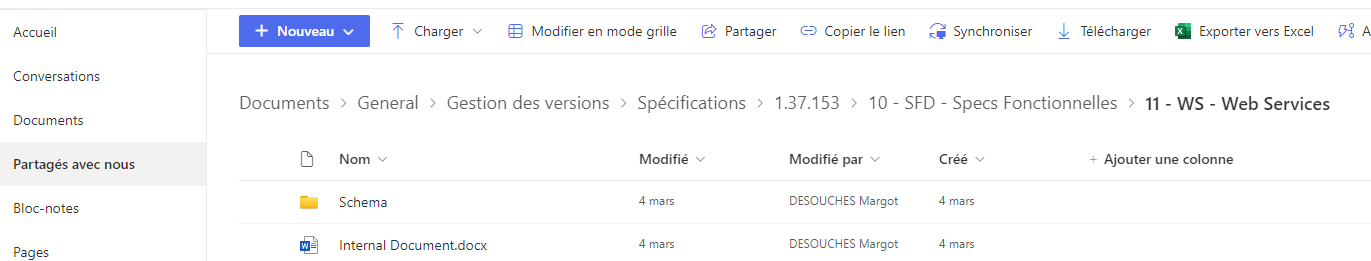 Accueil
Conversations
Documents
Partagés avec nous
Bloc-notes
Pages
Nouveau Charger Modifier en mode grille Partager Copier le lien Synchroniser Télécharger Exporter vers Excel A
Documents > General > Gestion des versions > Spécifications > 1.37.153 > 10 - SFD - Specs Fonctionnelles > 11 - WS - Web Services
Nom Modifié Modifié par Créé + Ajouter une colonne
Schema 4 mars DESOUCHES Margot 4 mars
Internal Document.docx 4 mars DESOUCHES Margot 4 mars